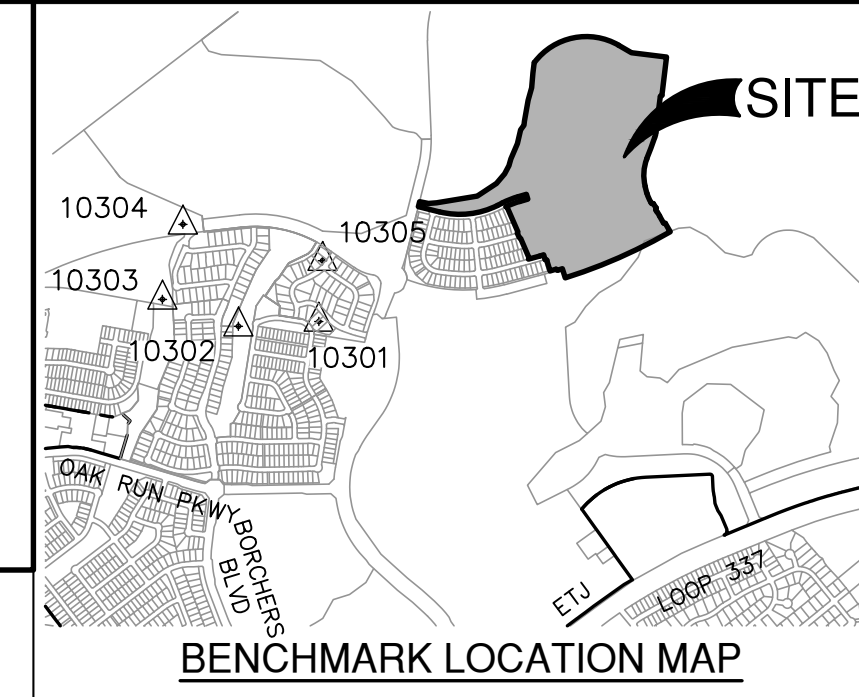 SITE
10304
10305
10303
10302
10301
OAK RUN PKWY
BORCHERS
BLVD
ETJ
LOOP 337
BENCHMARK LOCATION MAP